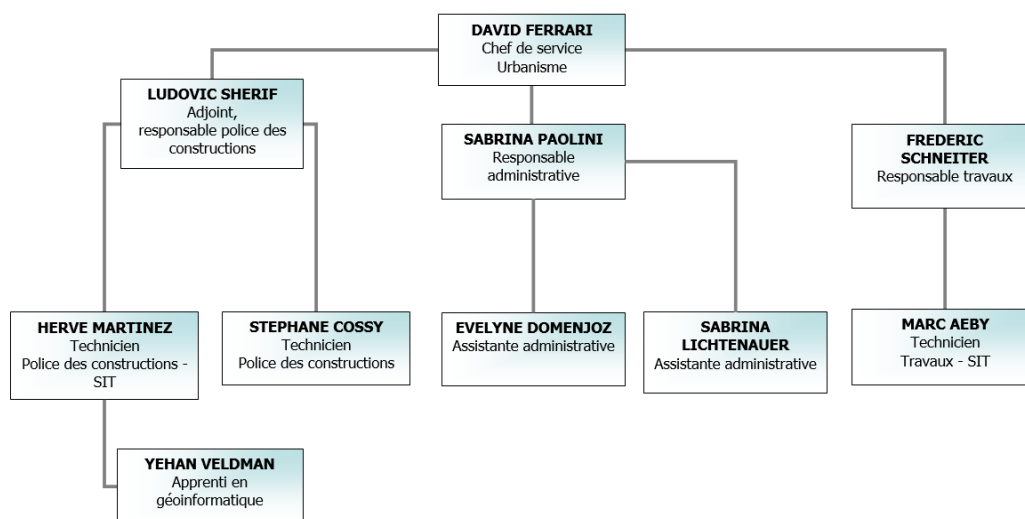 DAVID FERRARI
Chef de service
Urbanisme
LUDOVIC SHERIF
Adjoint,
responsable police des
constructions
SABRINA PAOLINI
Responsable
administrative
FREDERIC
SCHNEITER
Responsable travaux
HERVE MARTINEZ
Technicien
Police des constructions -
SIT
STEPHANE COSSY
Technicien
Police des constructions
EVELYNE DOMENJOZ
Assistante administrative
SABRINA
LICHTENAUER
Assistante administrative
MARC AEBY
Technicien
Travaux - SIT
YEHAN VELDMAN
Apprenti en
géoinformatique